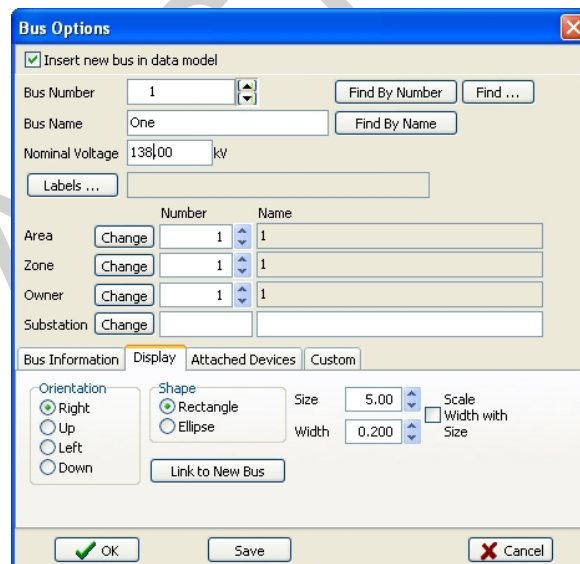 Bus Options
Insert new bus in data model
Bus Number 1 Find By Number Find ...
Bus Name One Find By Name
Nominal Voltage 138.00 kV
Labels ...
Number Name
Area Change 1 1
Zone Change 1 1
Owner Change 1 1
Substation Change
Bus Information Display Attached Devices Custom
Orientation Shape
Right Rectangle Size 5.00 Scale
Up Ellipse Width 0.200 Width with
Left Size
Down Link to New Bus
OK Save Cancel